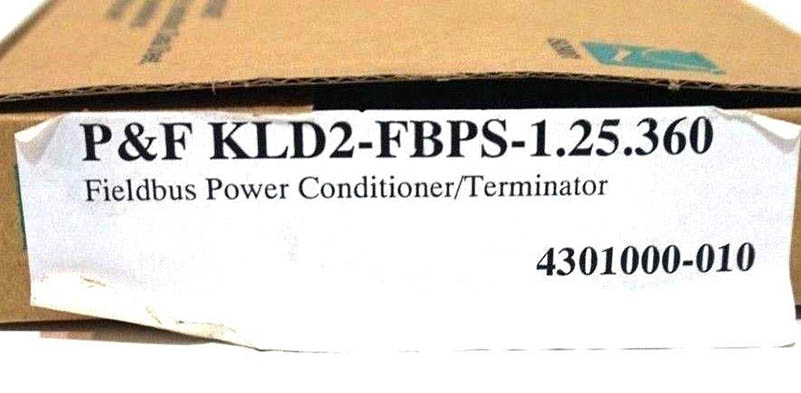 P&F KLD2-FBPS-1.25.360
Fieldbus Power Conditioner/Terminator
4301000-010